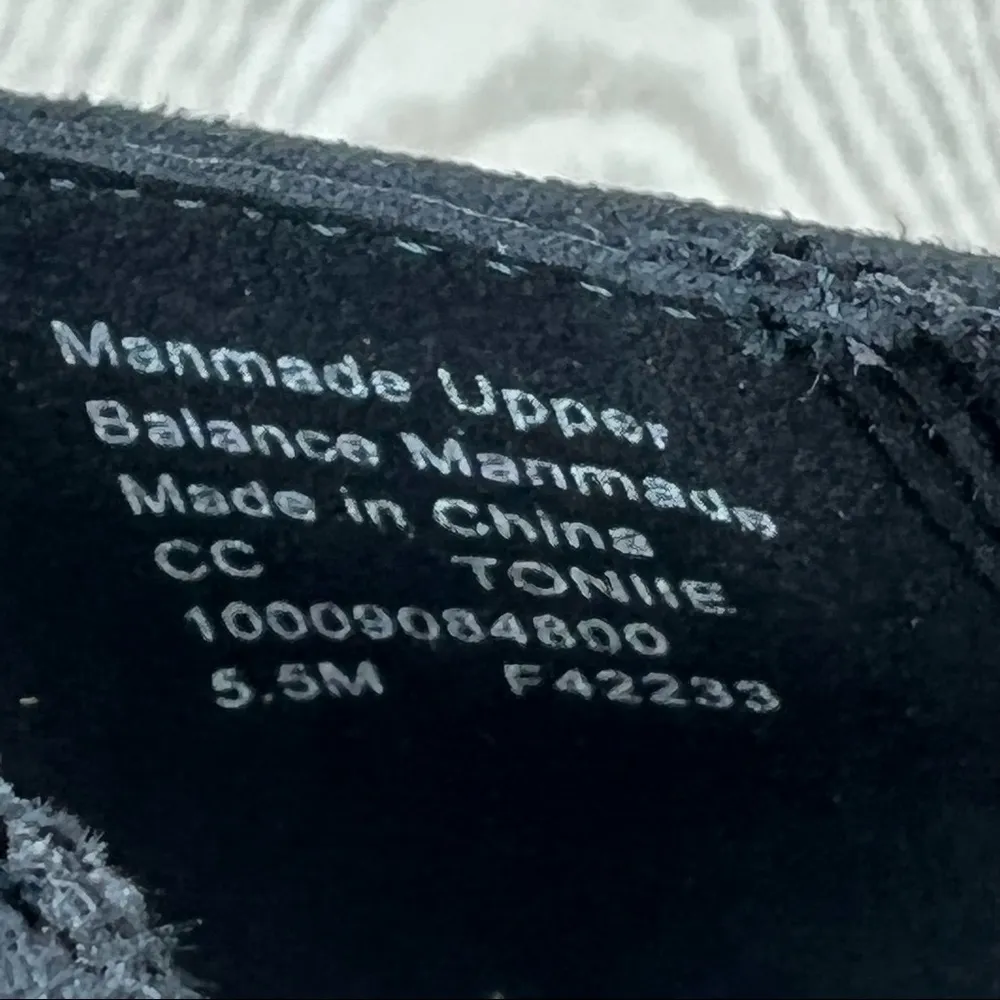 Manmade Upper
Balance Manmade
Made in China
CC TONIIE
10009084800
5.5M F42233